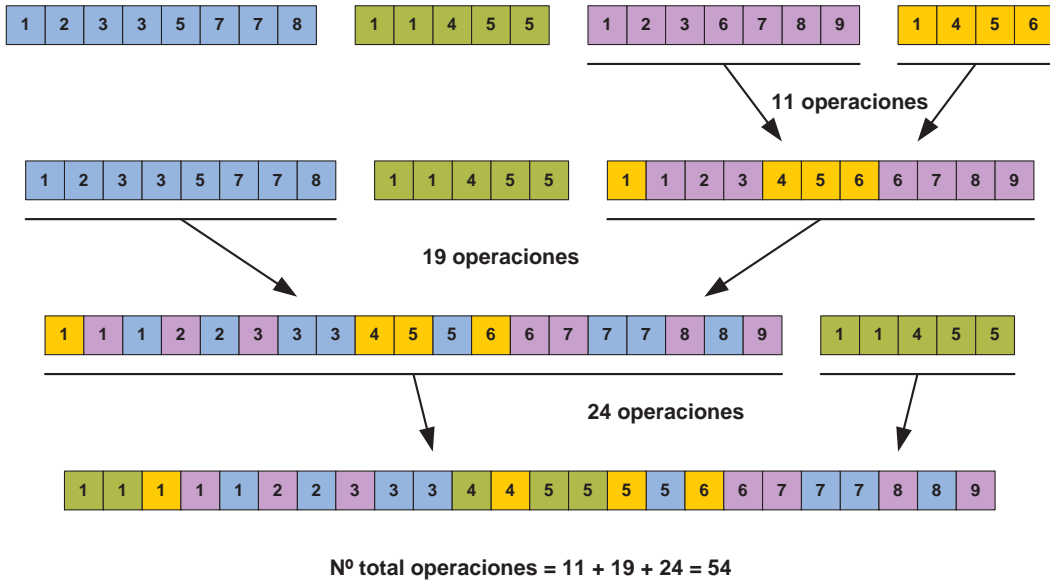 1 2 3 3 5 7 7 8 1 1 4 5 5 1 2 3 6 7 8 9 1 4 5 6
11 operaciones
1 2 3 3 5 7 7 8 1 1 4 5 5 1 1 2 3 4 5 6 6 7 8 9
19 operaciones
1 1 1 2 2 3 3 3 4 5 5 6 6 7 7 7 8 8 9 1 1 4 5 5
24 operaciones
1 1 1 1 1 2 2 3 3 3 4 4 5 5 5 5 6 6 7 7 7 8 8 9
Nº total operaciones = 11 + 19 + 24 = 54